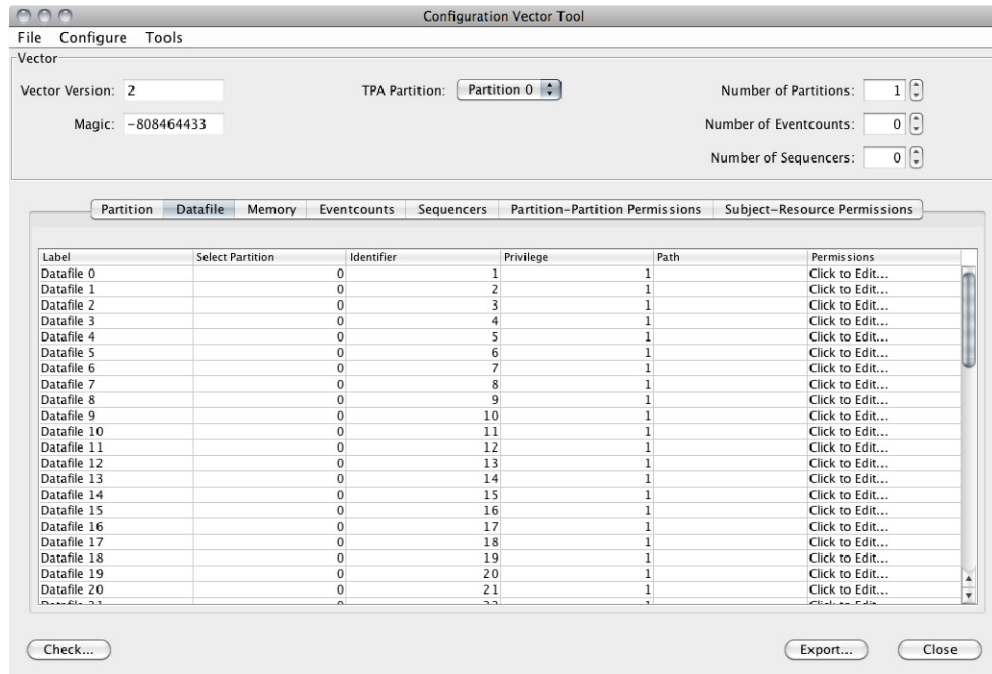 Configuration Vector Tool
File Configure Tools
Vector
Vector Version: 2 TPA Partition: Partition 0 Number of Partitions: 1
Magic: -808464433 Number of Eventcounts: 0
Number of Sequencers: 0
Partition Datafile Memory Eventcounts Sequencers Partition-Partition Permissions Subject-Resource Permissions
Label Select Partition Identifier Privilege Path Permissions
Datafile 0 0 1 1 Click to Edit...
Datafile 1 0 2 1 Click to Edit...
Datafile 2 0 3 1 Click to Edit...
Datafile 3 0 4 1 Click to Edit...
Datafile 4 0 5 1 Click to Edit...
Datafile 5 0 6 1 Click to Edit...
Datafile 6 0 7 1 Click to Edit...
Datafile 7 0 8 1 Click to Edit...
Datafile 8 0 9 1 Click to Edit...
Datafile 9 0 10 1 Click to Edit...
Datafile 10 0 11 1 Click to Edit...
Datafile 11 0 12 1 Click to Edit...
Datafile 12 0 13 1 Click to Edit...
Datafile 13 0 14 1 Click to Edit...
Datafile 14 0 15 1 Click to Edit...
Datafile 15 0 16 1 Click to Edit...
Datafile 16 0 17 1 Click to Edit...
Datafile 17 0 18 1 Click to Edit...
Datafile 18 0 19 1 Click to Edit...
Datafile 19 0 20 1 Click to Edit...
Datafile 20 0 21 1 Click to Edit...
Check... Export... Close